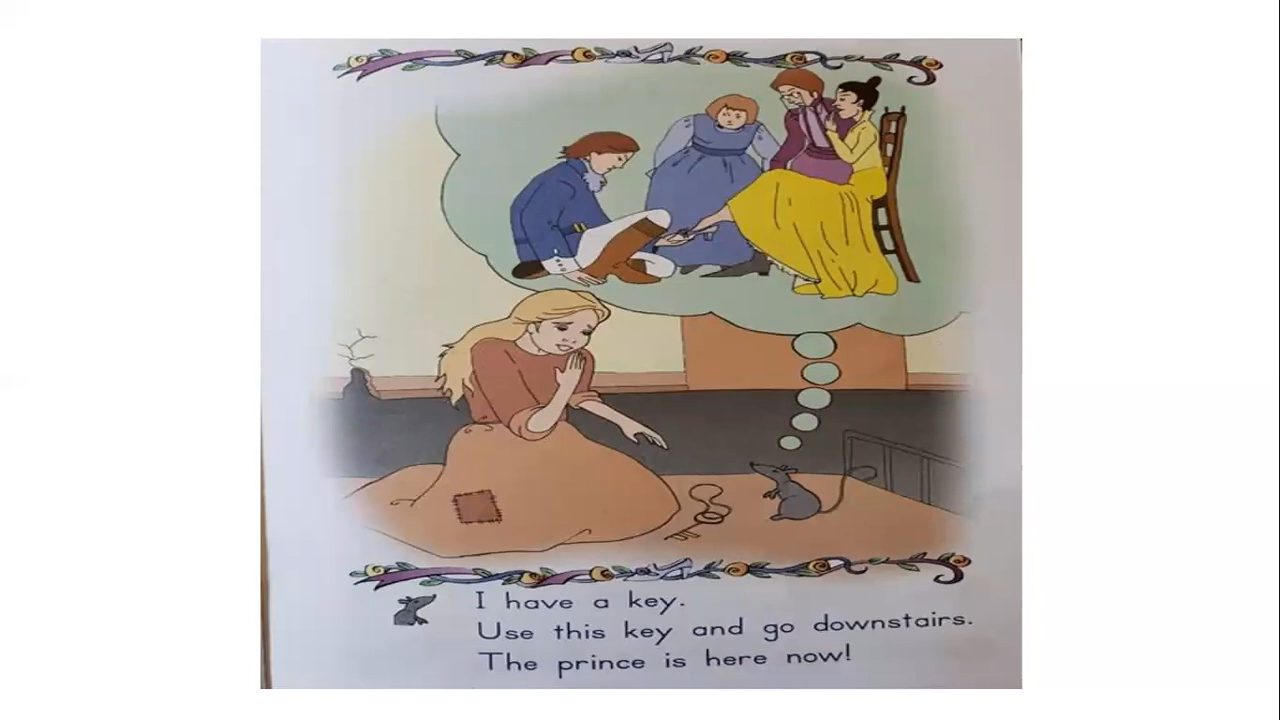 I have a key.
Use this key and go downstairs.
The prince is here now!